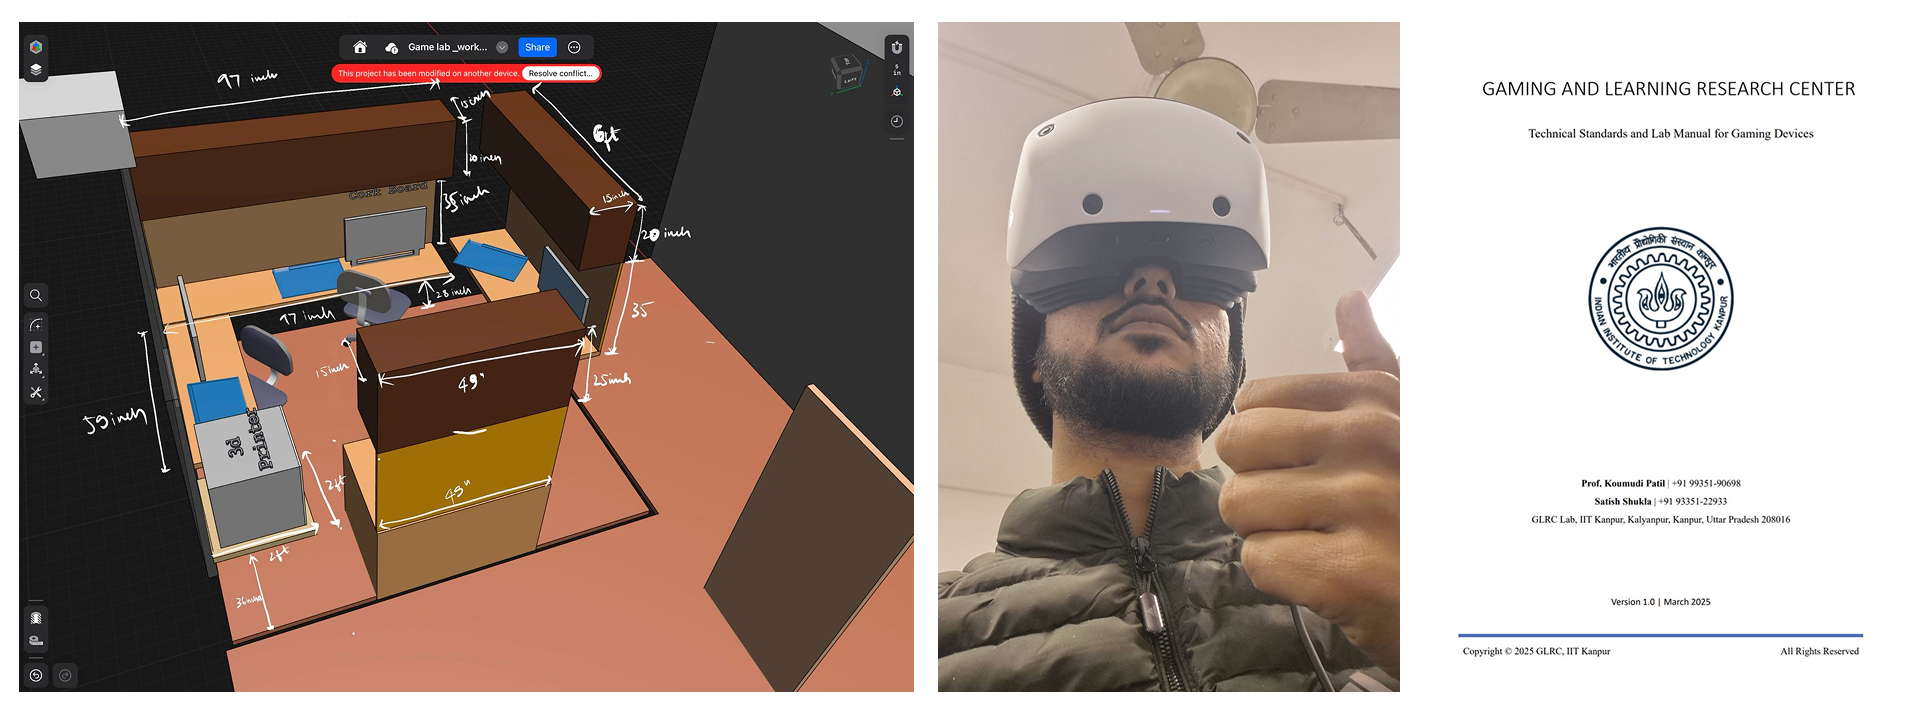 Game lab _work...
Share
This project has been modified on another device.
Resolve conflict...
5
in
LEFT
97 inch
15 inch
20 inch
35 inch
6ft
15 inch
20 inch
35
Cork Board
28 inch
77 inch
15 inch
49"
25 inch
59 inch
3d
printer
2ft
2ft
49"
36 inch
GAMING AND LEARNING RESEARCH CENTER
Technical Standards and Lab Manual for Gaming Devices
भारतीय प्रौद्योगिकी संस्थान कानपुर
INDIAN INSTITUTE OF TECHNOLOGY KANPUR
Prof. Koumudi Patil | +91 99351-90698
Satish Shukla | +91 93351-22933
GLRC Lab, IIT Kanpur, Kalyanpur, Kanpur, Uttar Pradesh 208016
Version 1.0 | March 2025
Copyright © 2025 GLRC, IIT Kanpur
All Rights Reserved